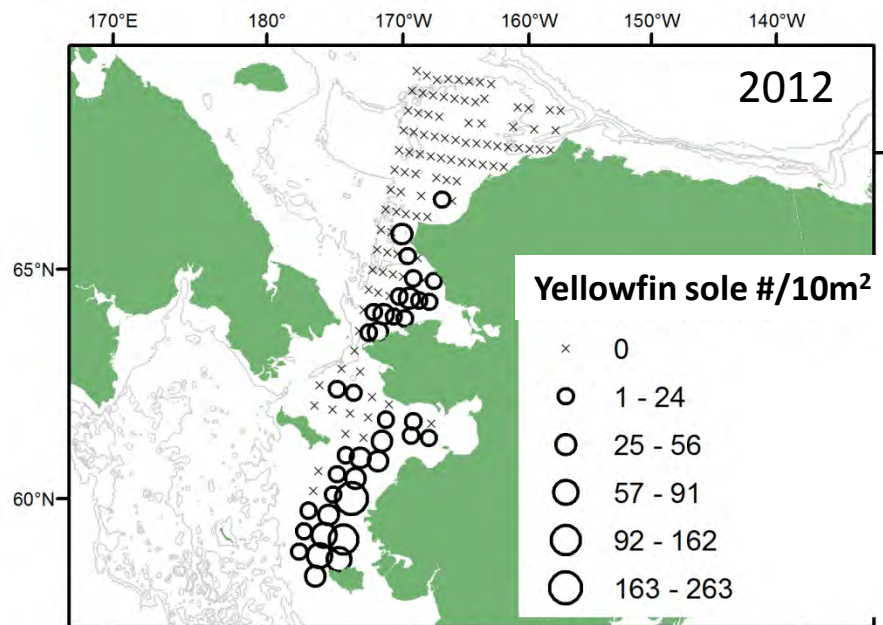 170°E 180° 170°W 160°W 150°W 140°W
2012
65°N
60°N
Yellowfin sole #/10m²
0
1 - 24
25 - 56
57 - 91
92 - 162
163 - 263